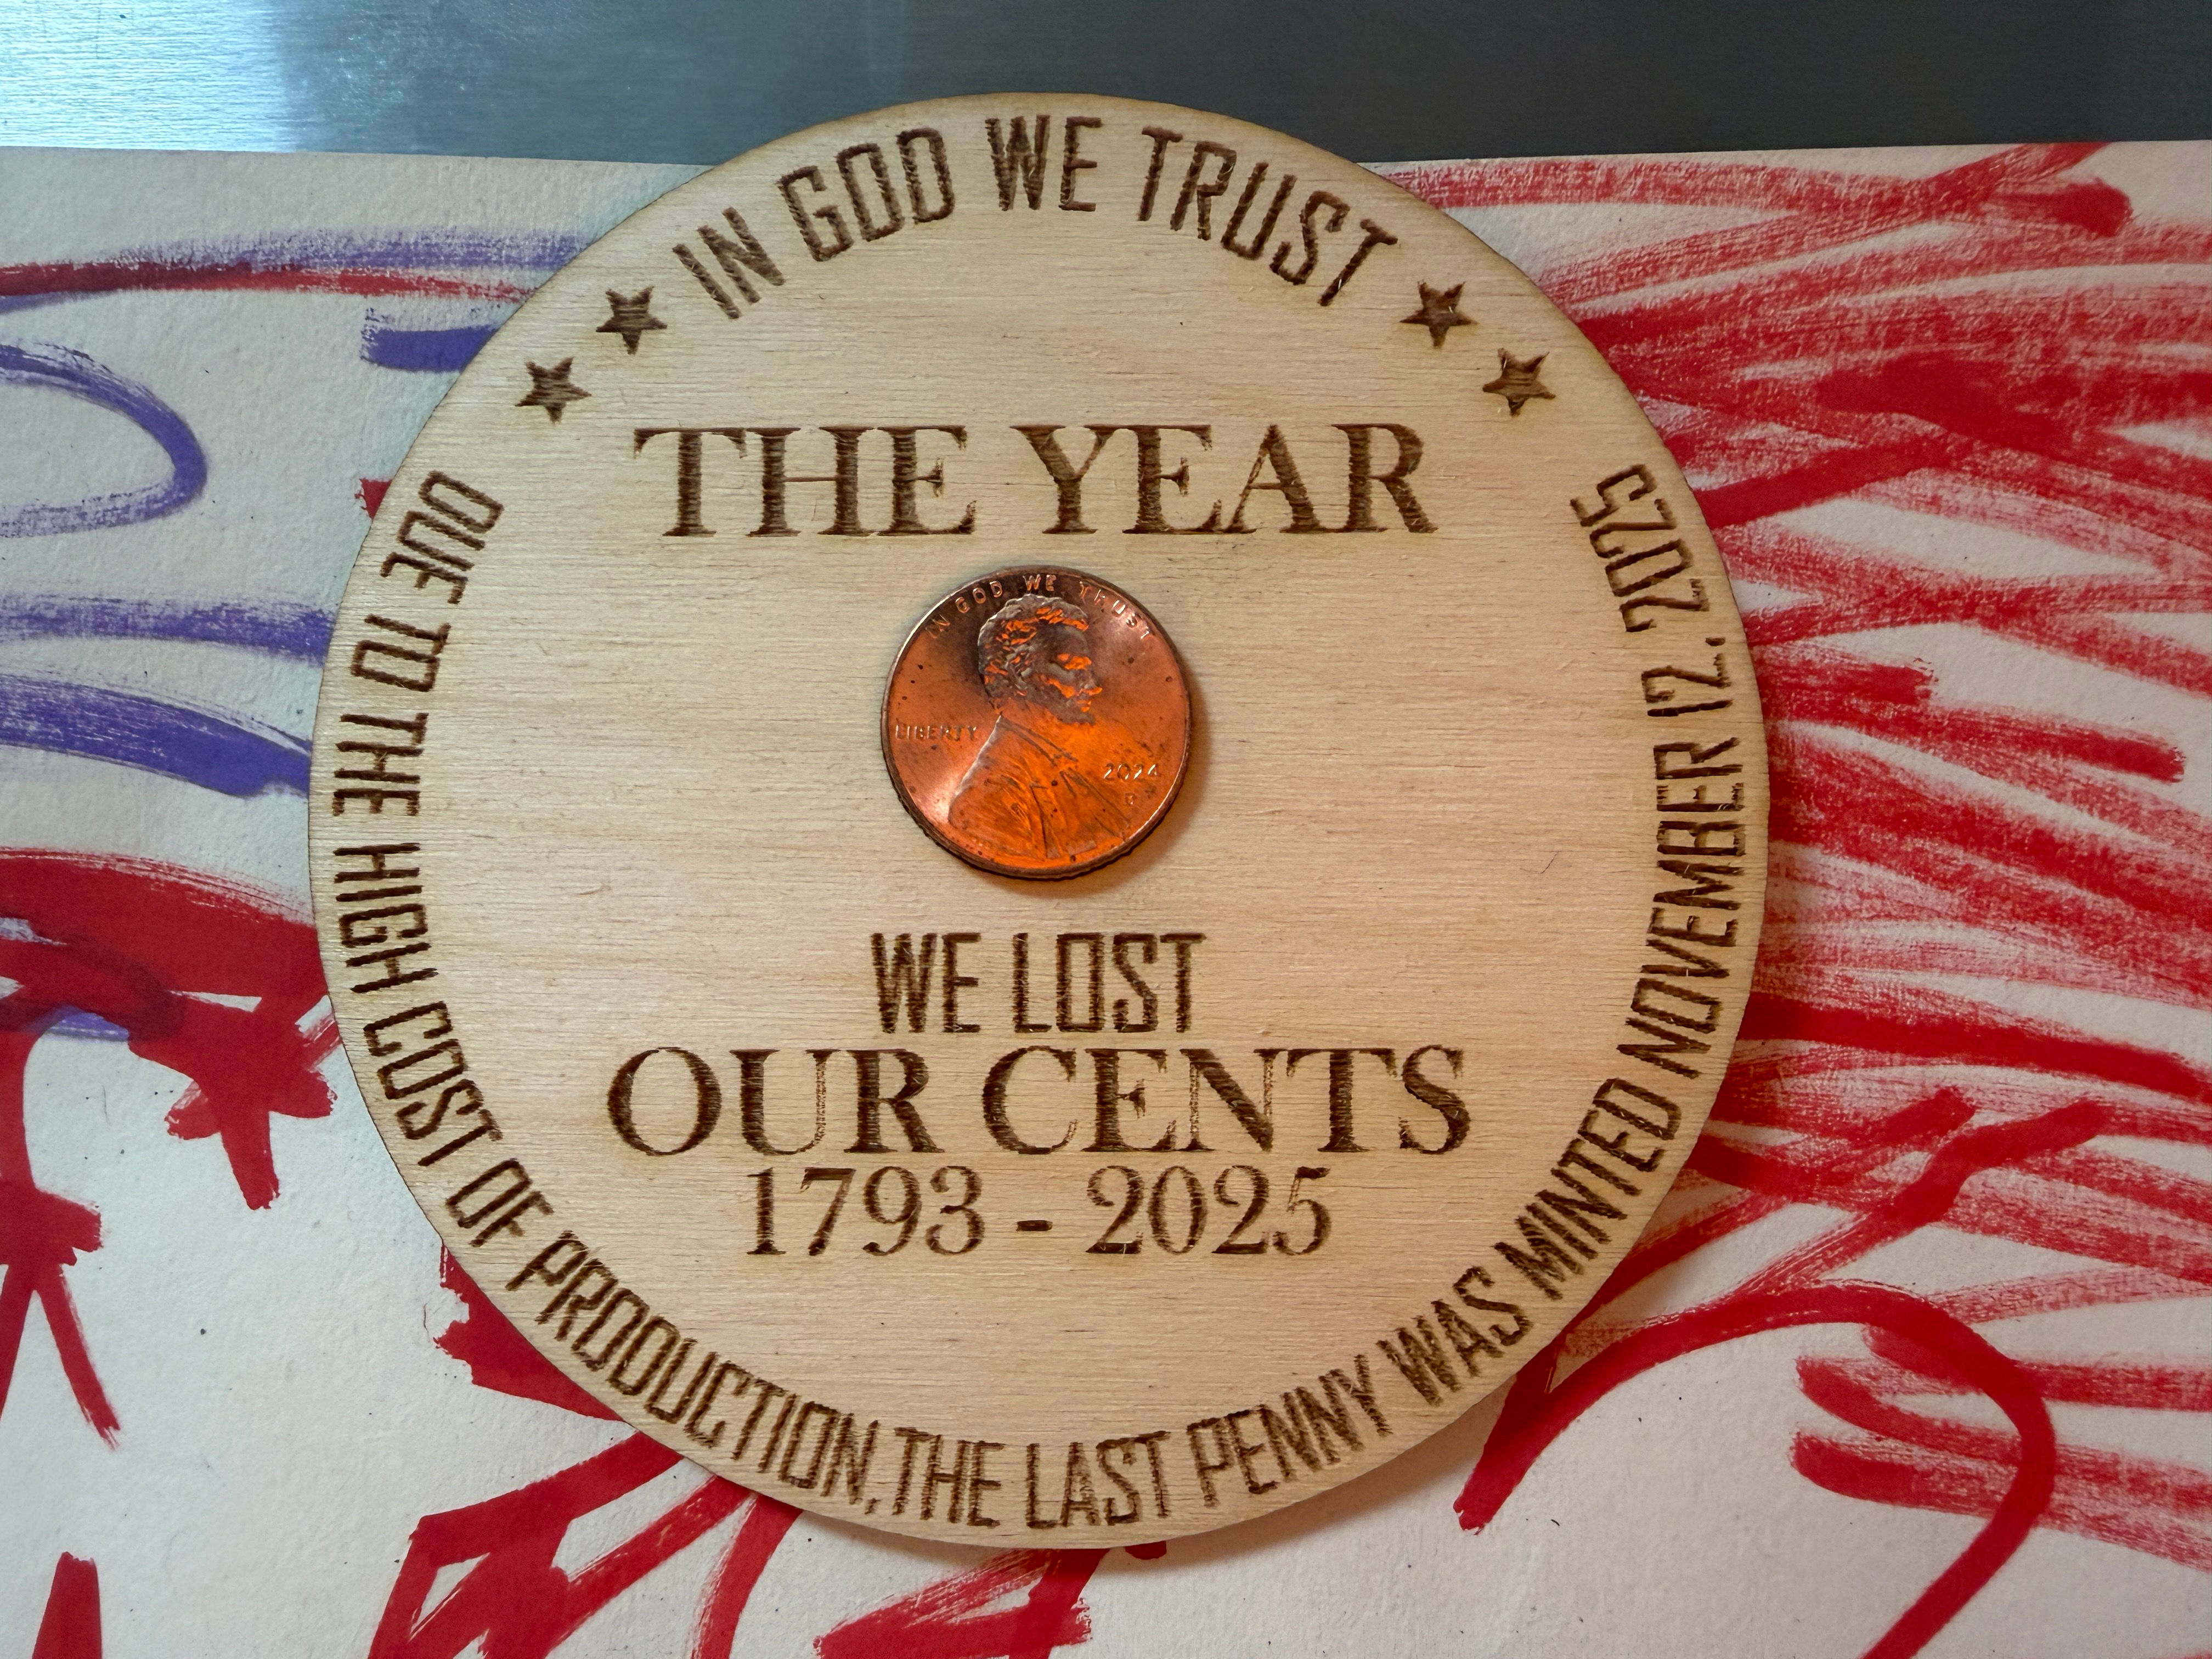 IN GOD WE TRUST
THE YEAR
IN GOD WE TRUST
LIBERTY
2024
WE LOST
OUR CENTS
1793 - 2025
DUE TO THE HIGH COST OF PRODUCTION,THE LAST PENNY WAS MINTED NOVEMBER 12, 2025